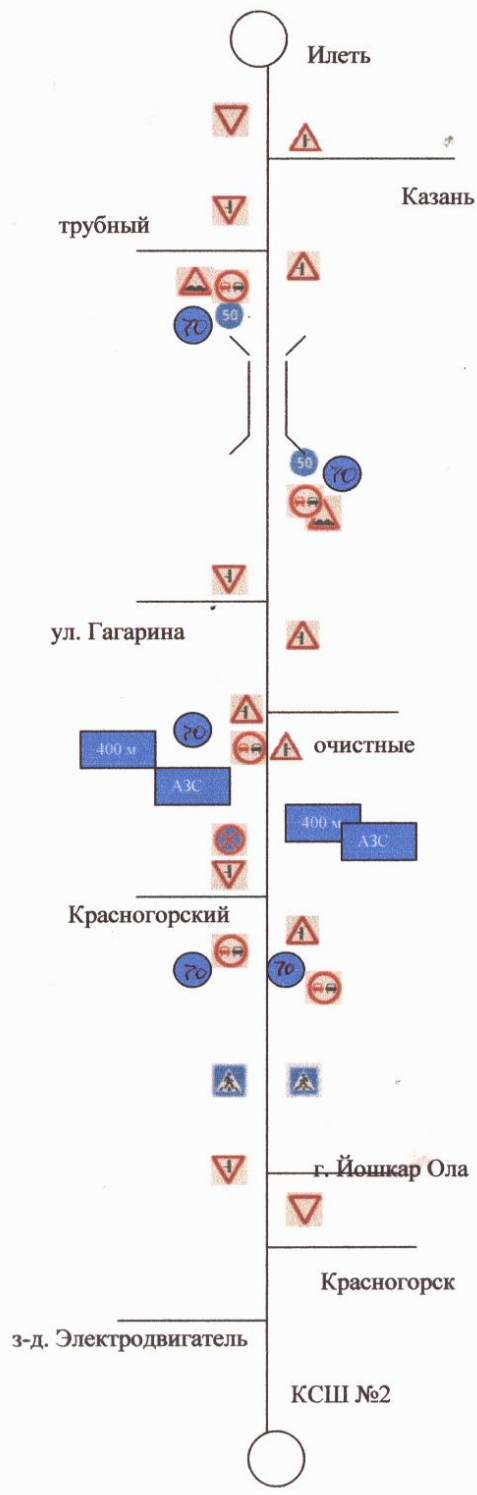 Илеть
Казань
трубный
50
70
50
70
ул. Гагарина
70
очистные
400 м
АЗС
400 м
АЗС
Красногорский
70
70
г. Йошкар Ола
Красногорск
з-д. Электродвигатель
КСШ №2